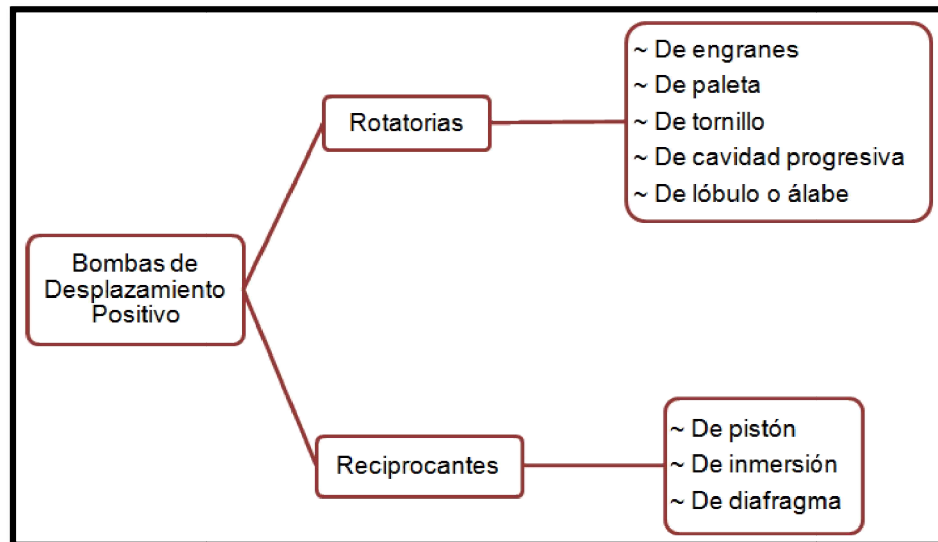 Bombas de
Desplazamiento
Positivo
Rotatorias
~ De engranes
~ De paleta
~ De tornillo
~ De cavidad progresiva
~ De lóbulo o álabe
Reciprocantes
~ De pistón
~ De inmersión
~ De diafragma